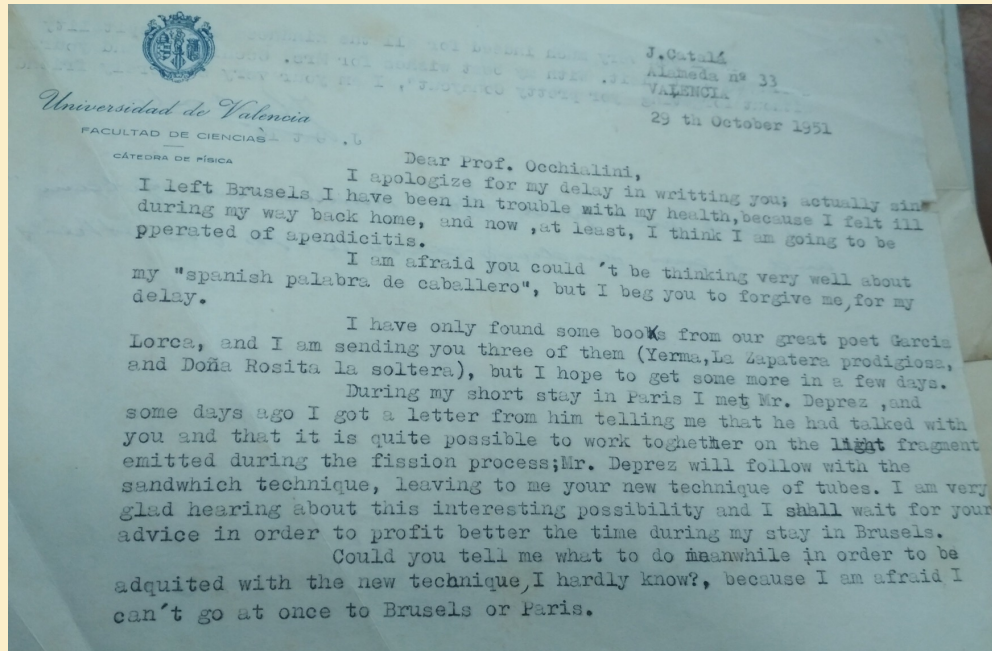 J.Catalá
Alameda nº 33
VALENCIA
29 th October 1951
Universidad de Valencia
FACULTAD DE CIENCIAS
CÁTEDRA DE FÍSICA
Dear Prof. Occhialini,
I apologize for my delay in writting you; actually sin
I left Brusels I have been in trouble with my health,because I felt ill
during my way back home, and now ,at least, I think I am going to be
pperated of apendicitis.
I am afraid you could ´t be thinking very well about
my "spanish palabra de caballero", but I beg you to forgive me,for my
delay.
I have only found some books from our great poet Garcia
Lorca, and I am sending you three of them (Yerma,La Zapatera prodigiosa,
and Doña Rosita la soltera), but I hope to get some more in a few days.
During my short stay in Paris I met Mr. Deprez ,and
some days ago I got a letter from him telling me that he had talked with
you and that it is quite possible to work toghether on the light fragment
emitted during the fission process;Mr. Deprez will follow with the
sandwhich technique, leaving to me your new technique of tubes. I am very
glad hearing about this interesting possibility and I shall wait for your
advice in order to profit better the time during my stay in Brusels.
Could you tell me what to do meanwhile in order to be
adquited with the new technique,I hardly know?, because I am afraid I
can´t go at once to Brusels or Paris.